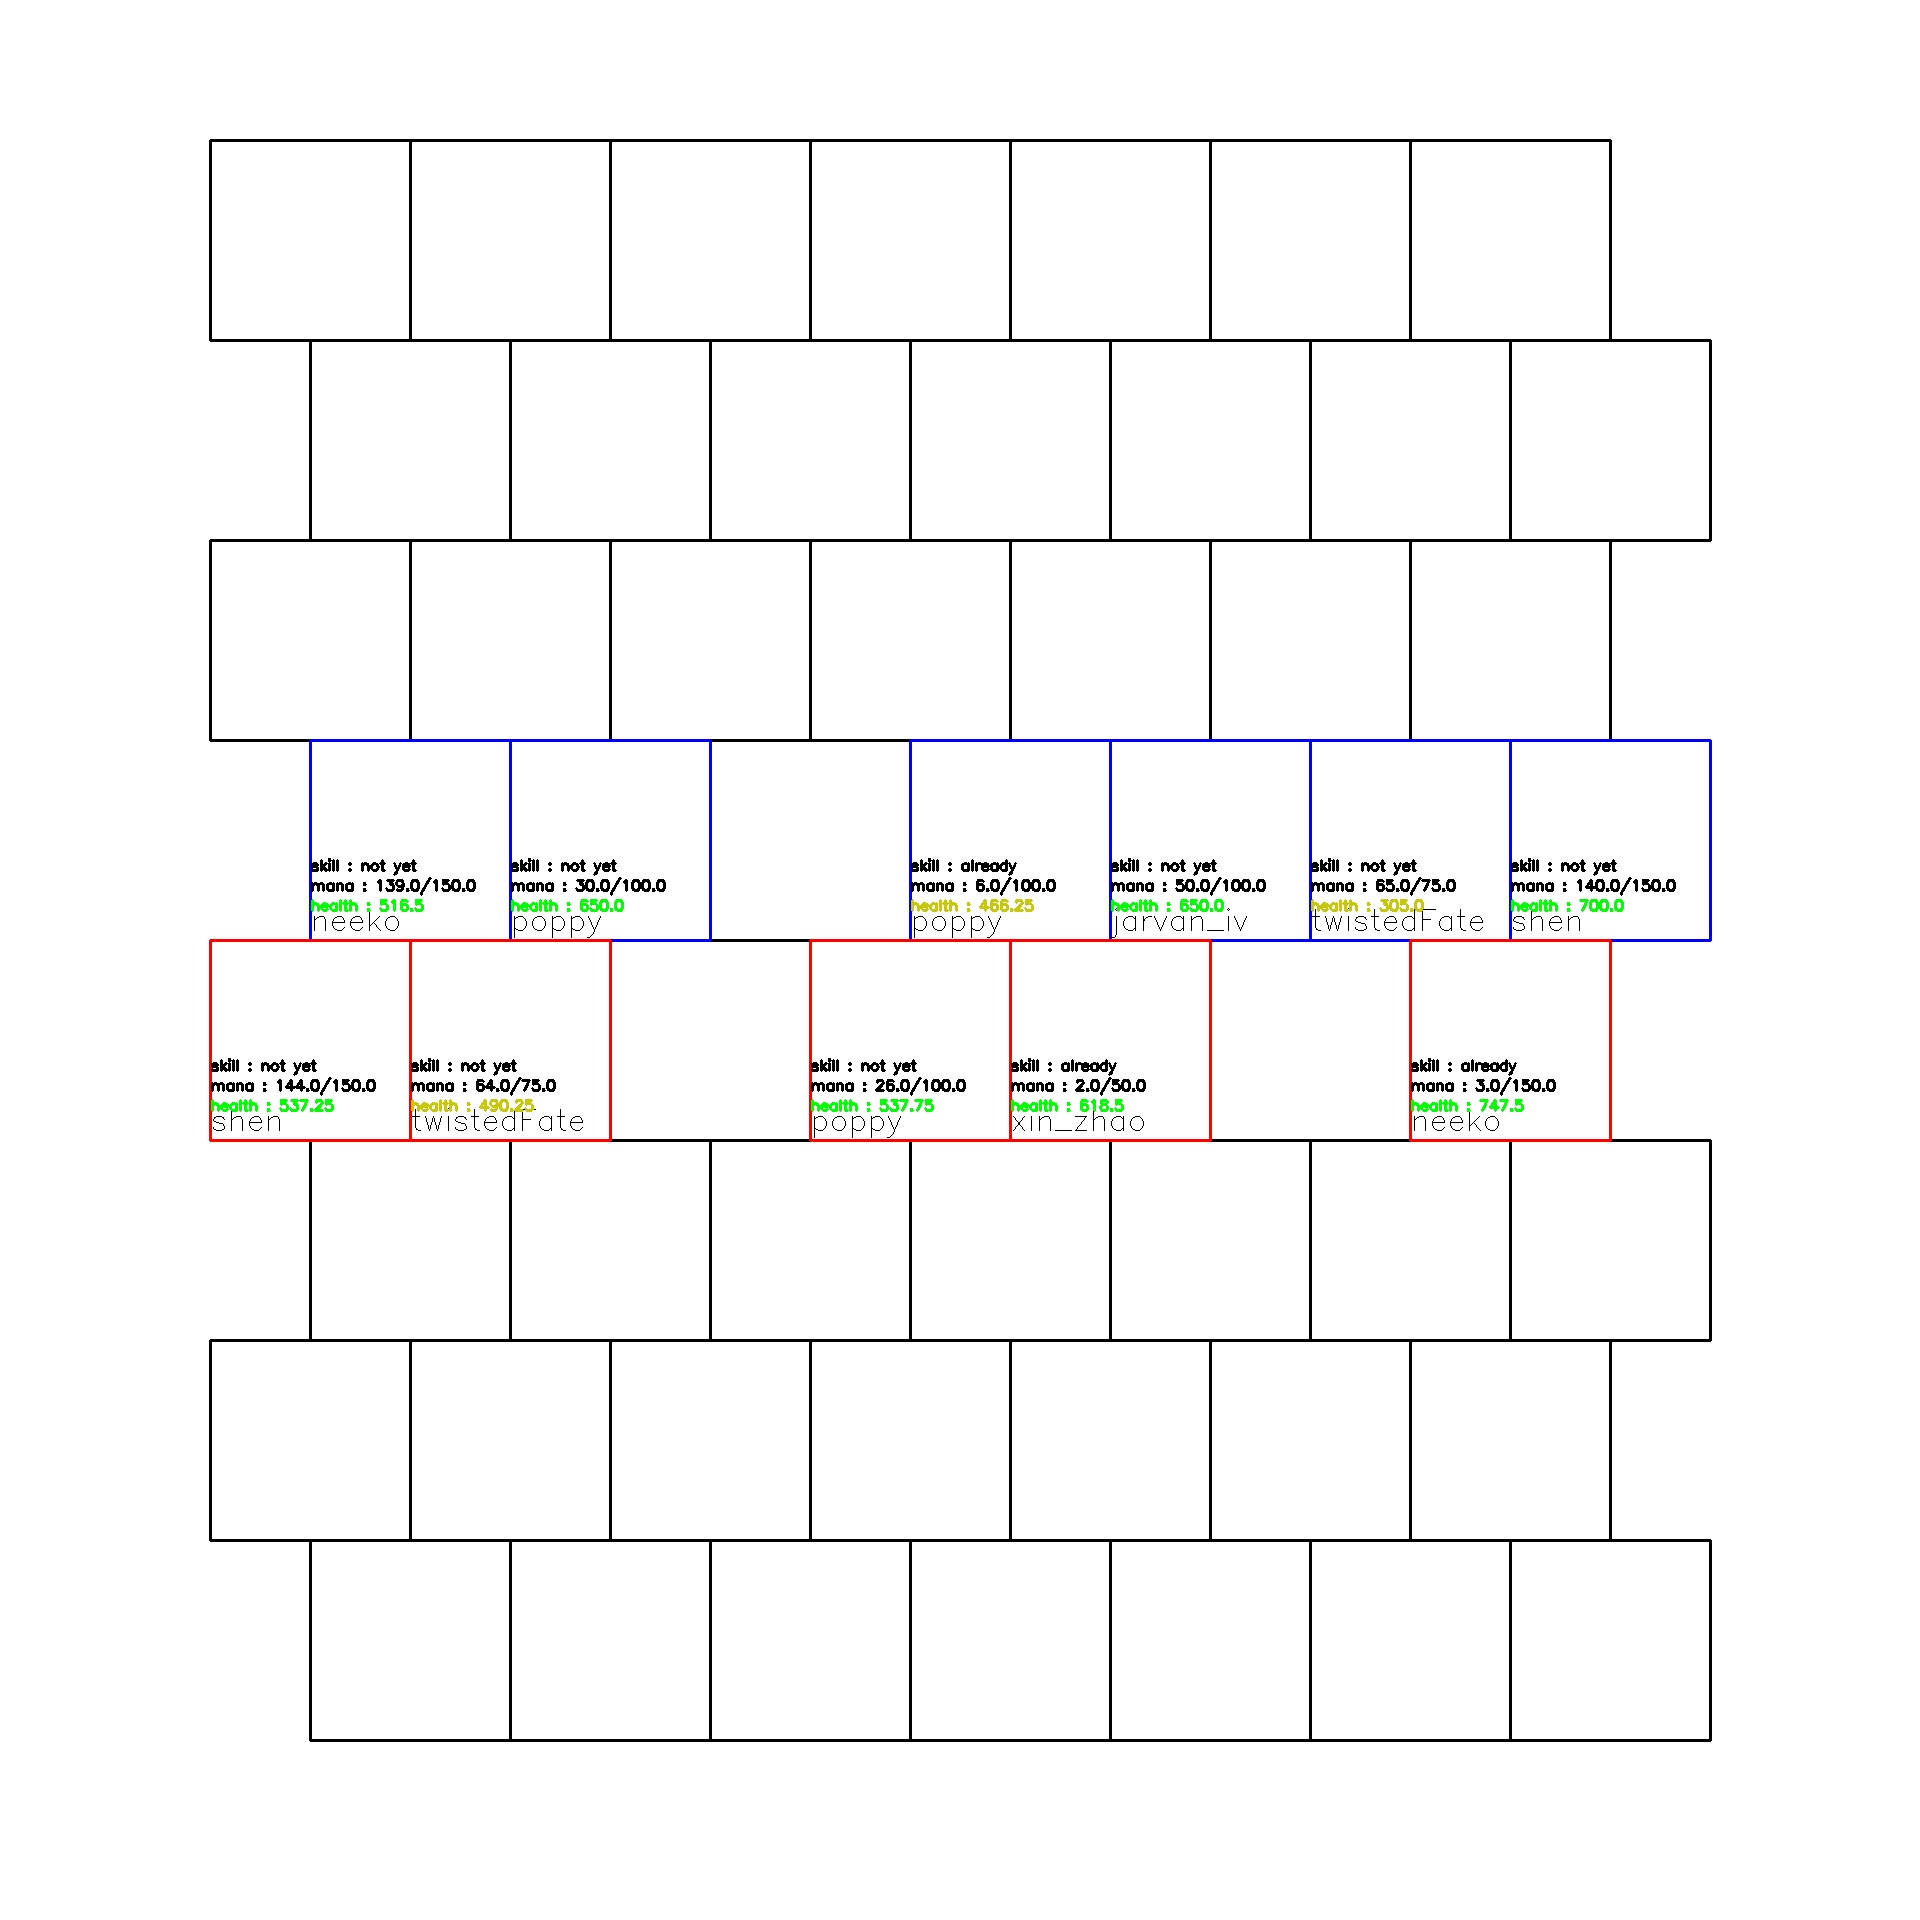 skill : not yet
mana : 139.0/150.0
health : 516.5
neeko
skill : not yet
mana : 30.0/100.0
health : 650.0
poppy
skill : already
mana : 6.0/100.0
health : 466.25
poppy
skill : not yet
mana : 50.0/100.0
health : 650.0
jarvan_iv
skill : not yet
mana : 65.0/75.0
health : 305.0
twistedFate
skill : not yet
mana : 140.0/150.0
health : 700.0
shen
skill : not yet
mana : 144.0/150.0
health : 537.25
shen
skill : not yet
mana : 64.0/75.0
health : 490.25
twistedFate
skill : not yet
mana : 26.0/100.0
health : 537.75
poppy
skill : already
mana : 2.0/50.0
health : 618.5
xin_zhao
skill : already
mana : 3.0/150.0
health : 747.5
neeko